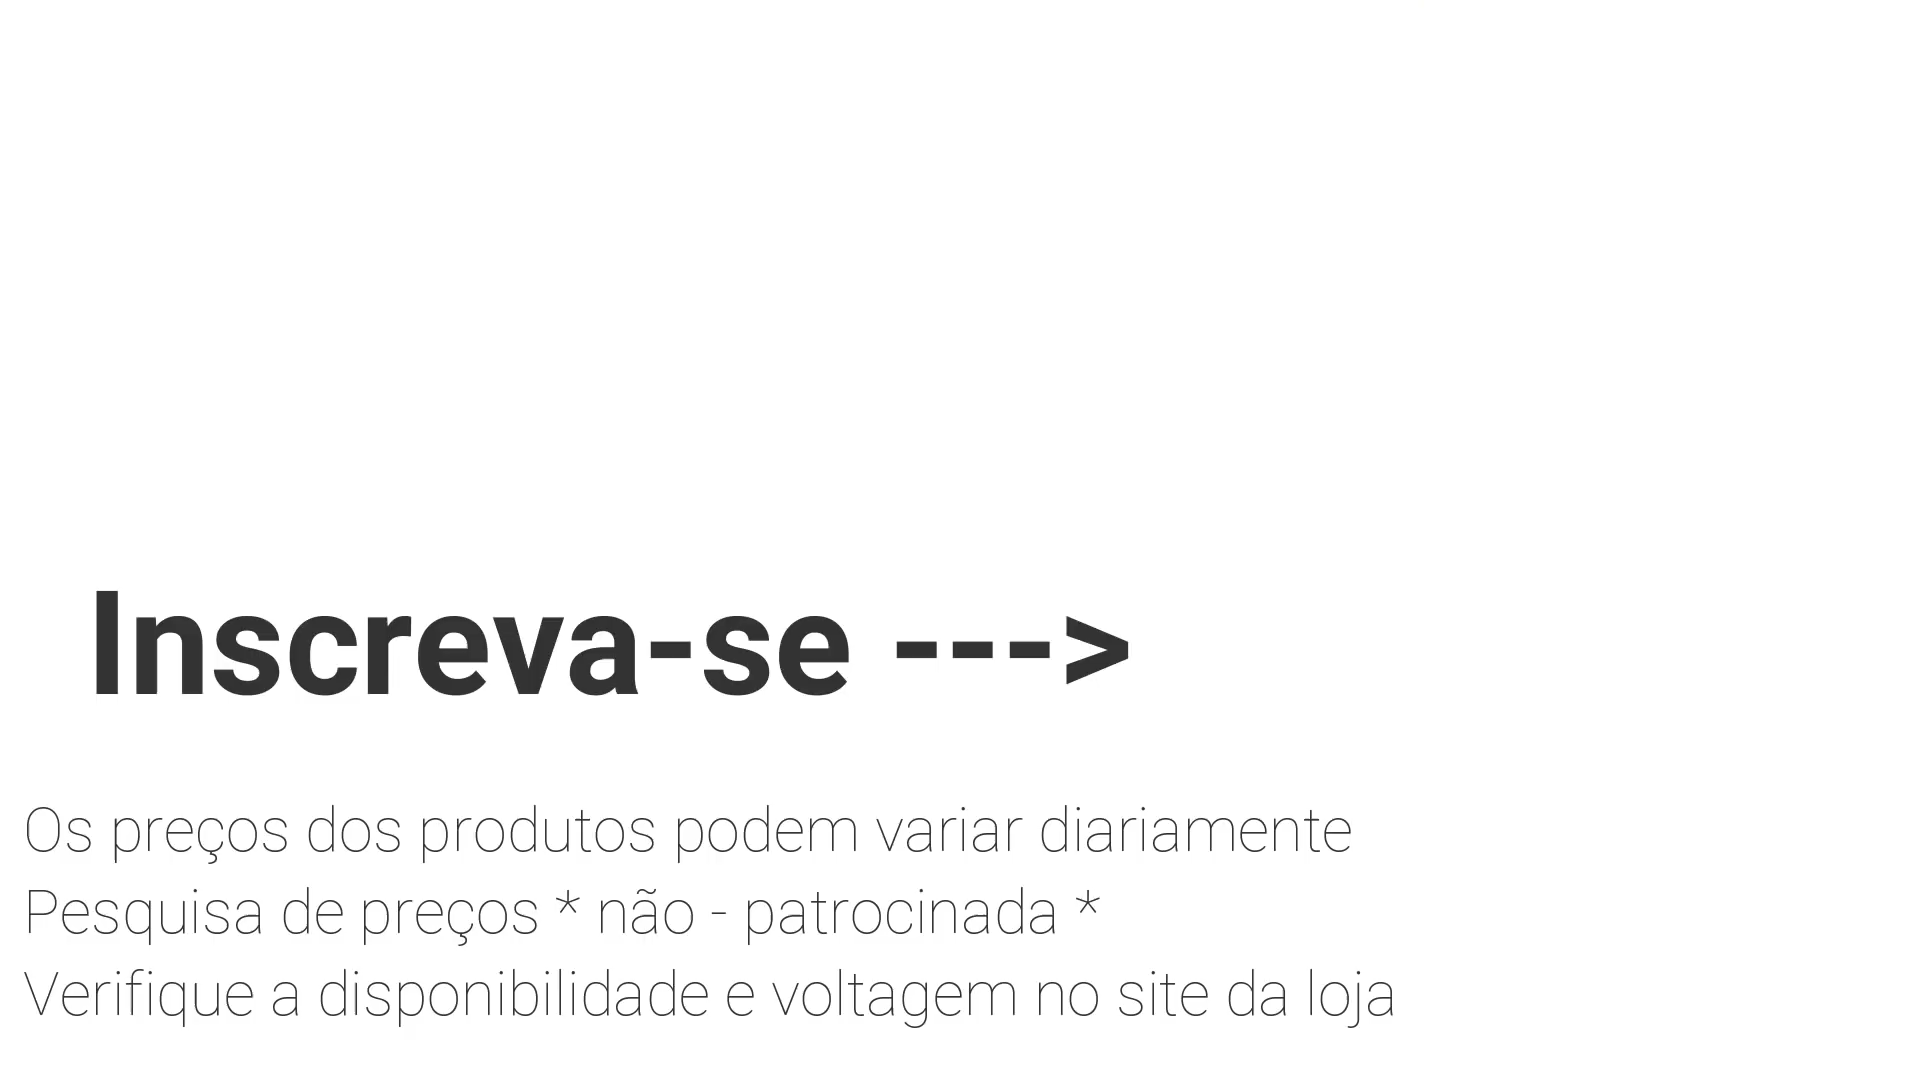 Inscreva-se --->
Os preços dos produtos podem variar diariamente
Pesquisa de preços * não - patrocinada *
Verifique a disponibilidade e voltagem no site da loja